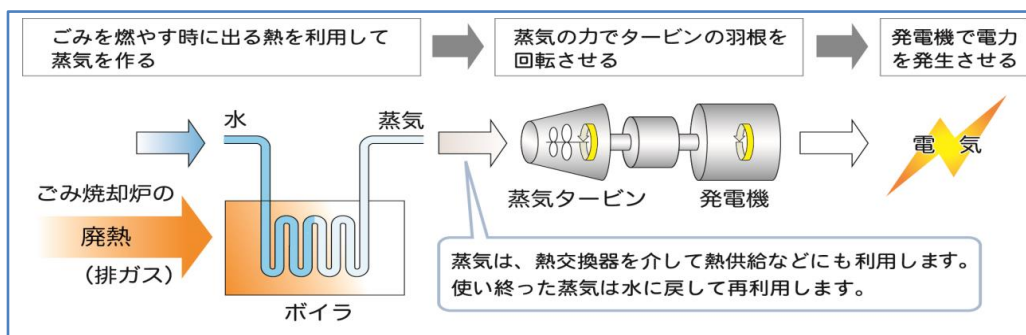 ごみを燃やす時に出る熱を利用して
蒸気を作る
蒸気の力でタービンの羽根を
回転させる
発電機で電力
を発生させる
水
蒸気
電気
ごみ焼却炉の
廃熱
(排ガス)
ボイラ
蒸気タービン
発電機
蒸気は、熱交換器を介して熱供給などにも利用します。
使い終った蒸気は水に戻して再利用します。